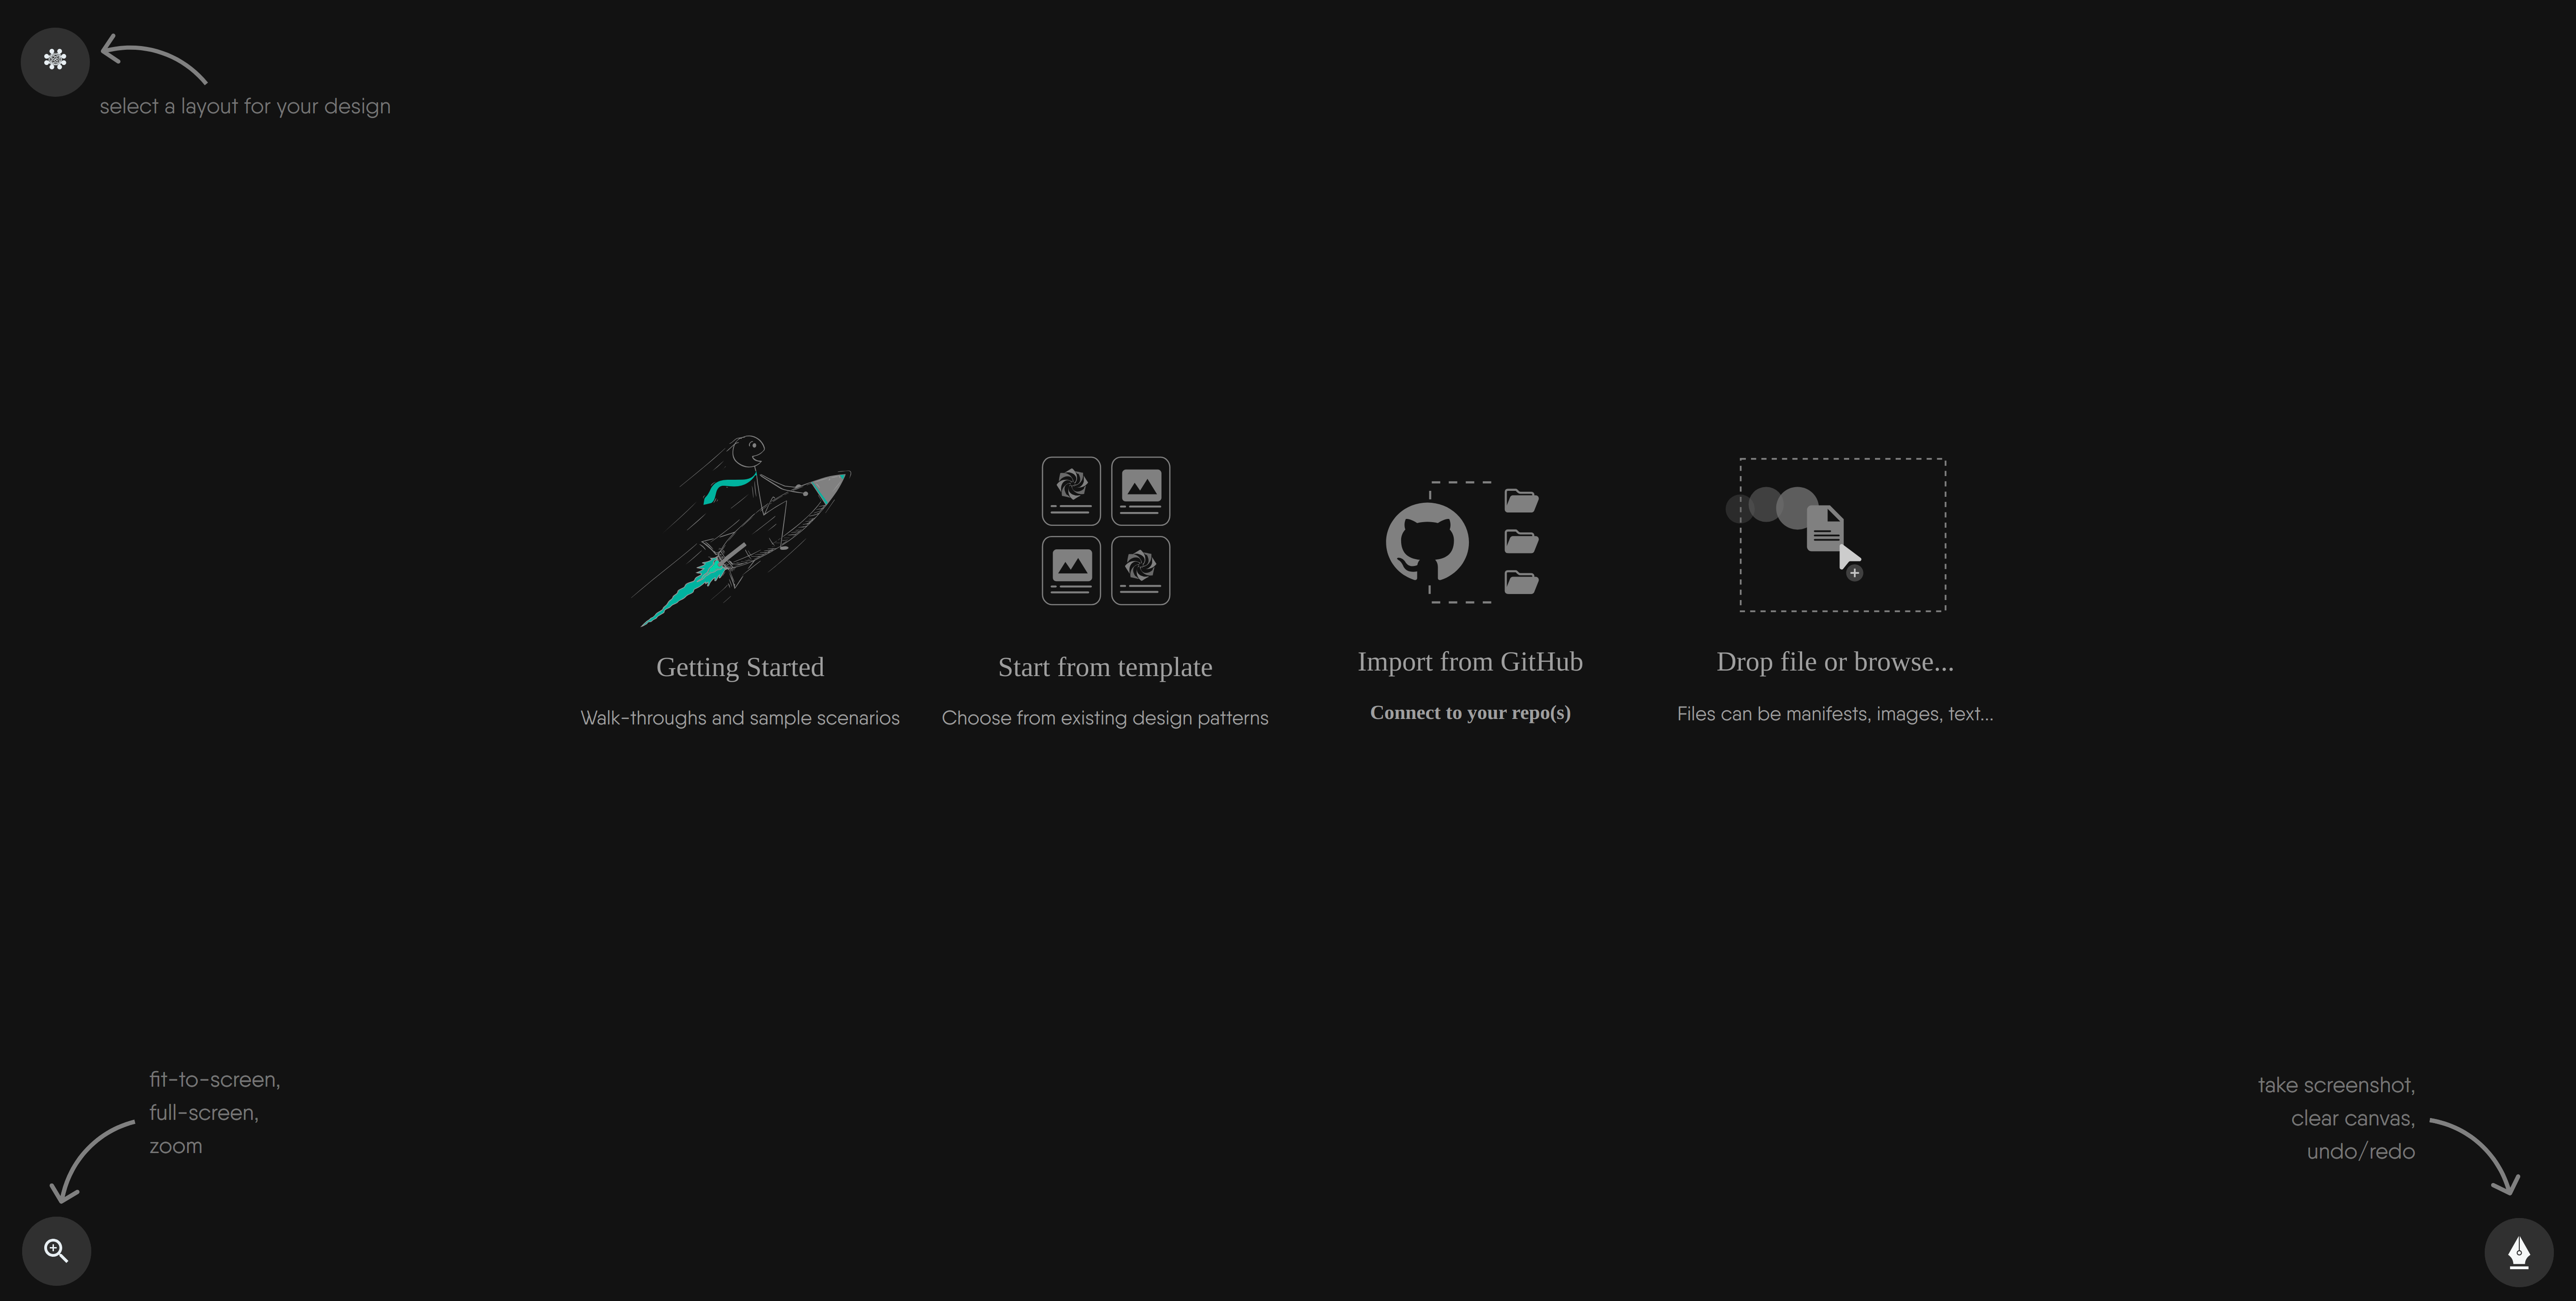 select a layout for your design
Getting Started
Walk-throughs and sample scenarios
Start from template
Choose from existing design patterns
Import from GitHub
Connect to your repo(s)
Drop file or browse...
Files can be manifests, images, text...
fit-to-screen,
full-screen,
zoom
take screenshot,
clear canvas,
undo/redo